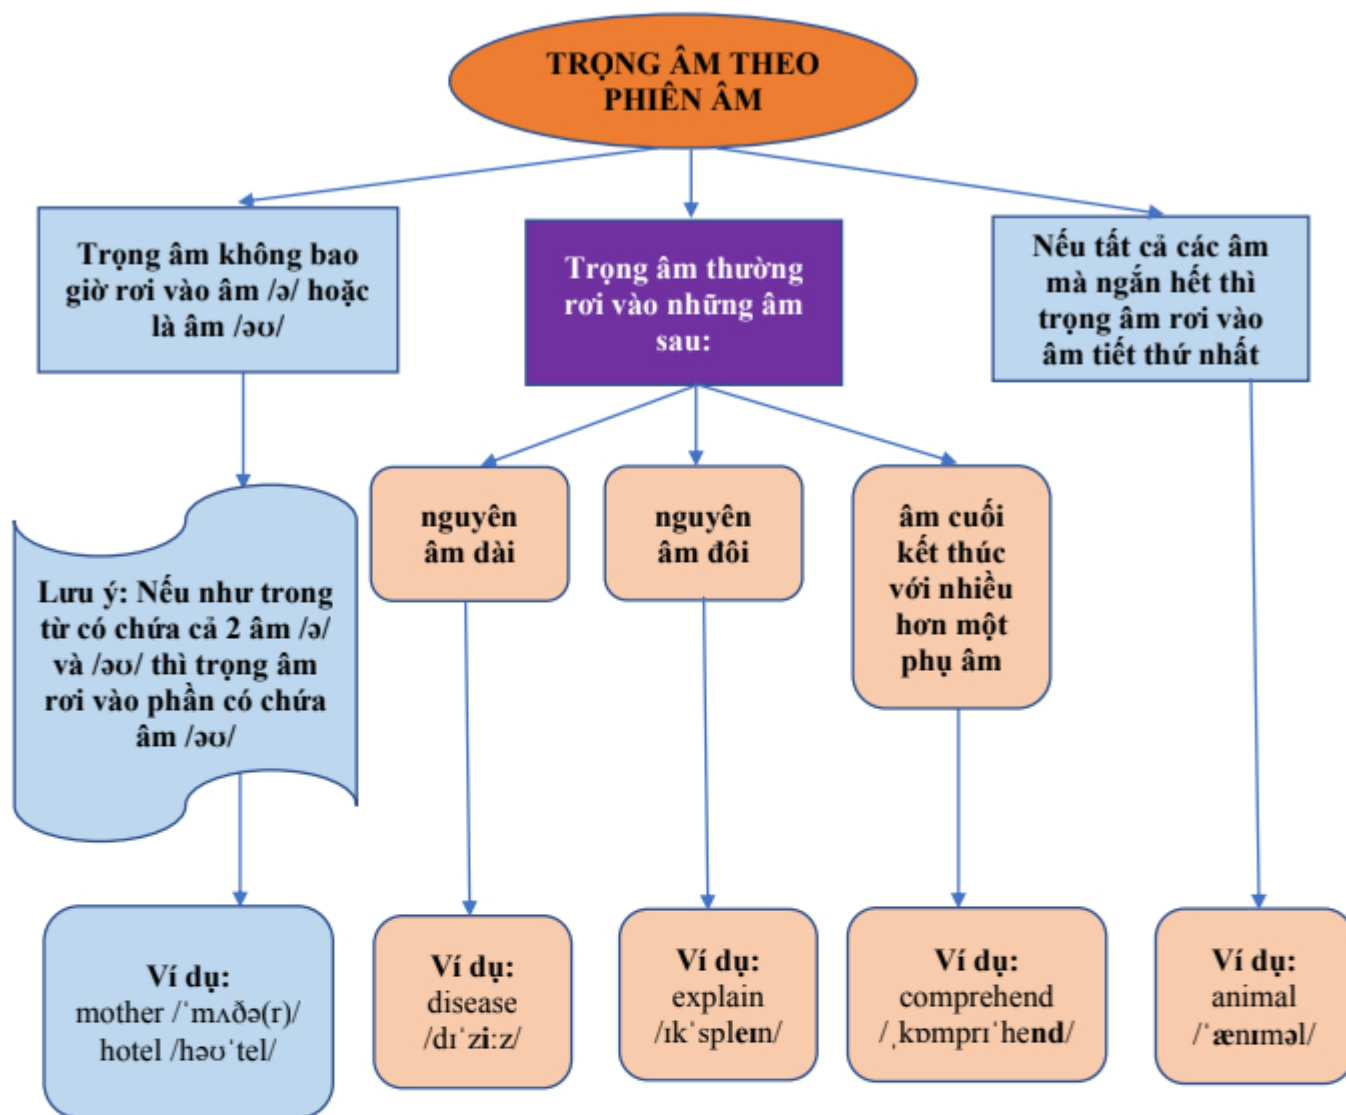 TRỌNG ÂM THEO
PHIÊN ÂM
Trọng âm không bao
giờ rơi vào âm /ə/ hoặc
là âm /əʊ/
Trọng âm thường
rơi vào những âm
sau:
Nếu tất cả các âm
mà ngắn hết thì
trọng âm rơi vào
âm tiết thứ nhất
Lưu ý: Nếu như trong
từ có chứa cả 2 âm /ə/
và /əʊ/ thì trọng âm
rơi vào phần có chứa
âm /əʊ/
nguyên
âm dài
nguyên
âm đôi
âm cuối
kết thúc
với nhiều
hơn một
phụ âm
Ví dụ:
mother /ˈmʌðə(r)/
hotel /həʊˈtel/
Ví dụ:
disease
/dɪˈziːz/
Ví dụ:
explain
/ɪkˈspleɪn/
Ví dụ:
comprehend
/ˌkɒmprɪˈhend/
Ví dụ:
animal
/ˈænɪməl/